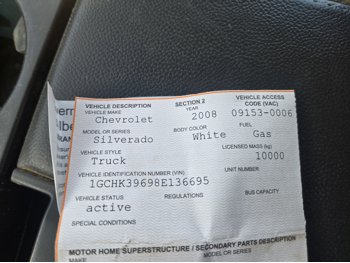 VEHICLE DESCRIPTION SECTION 2 VEHICLE ACCESS
VEHICLE MAKE YEAR CODE (VAC)
Chevrolet 2008 09153-0006
MODEL OR SERIES BODY COLOR FUEL
Silverado White Gas
VEHICLE STYLE LICENSED MASS (kg)
Truck 10000
VEHICLE IDENTIFICATION NUMBER (VIN) UNIT NUMBER
1GCHK39698E136695
VEHICLE STATUS REGULATIONS BUS CAPACITY
active
SPECIAL CONDITIONS
MOTOR HOME SUPERSTRUCTURE / SECONDARY PARTS DESCRIPTION
MAKE MODEL OR SERIES